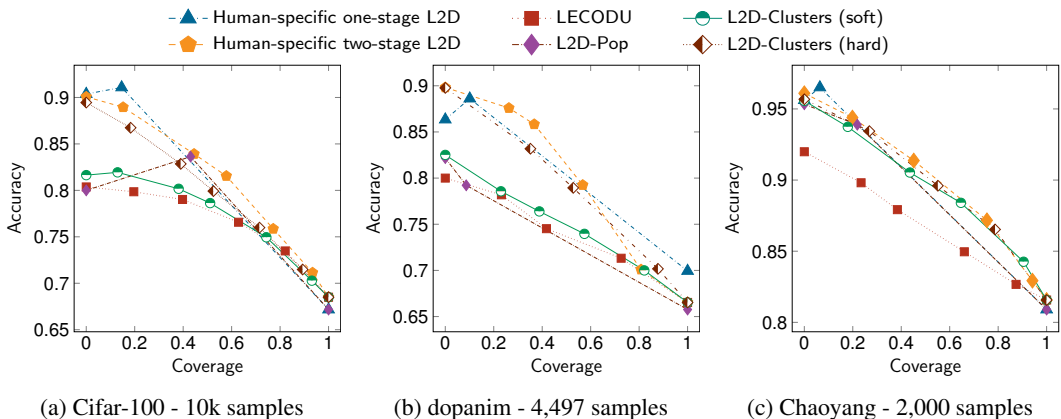 Human-specific one-stage L2D LECODU L2D-Clusters (soft)
Human-specific two-stage L2D L2D-Pop L2D-Clusters (hard)
0.9
0.85
0.8
0.75
0.7
0.65
Accuracy
0 0.2 0.4 0.6 0.8 1
Coverage
(a) Cifar-100 - 10k samples
0.9
0.85
0.8
0.75
0.7
0.65
Accuracy
0 0.2 0.4 0.6 0.8 1
Coverage
(b) dopanim - 4,497 samples
0.95
0.9
0.85
0.8
Accuracy
0 0.2 0.4 0.6 0.8 1
Coverage
(c) Chaoyang - 2,000 samples